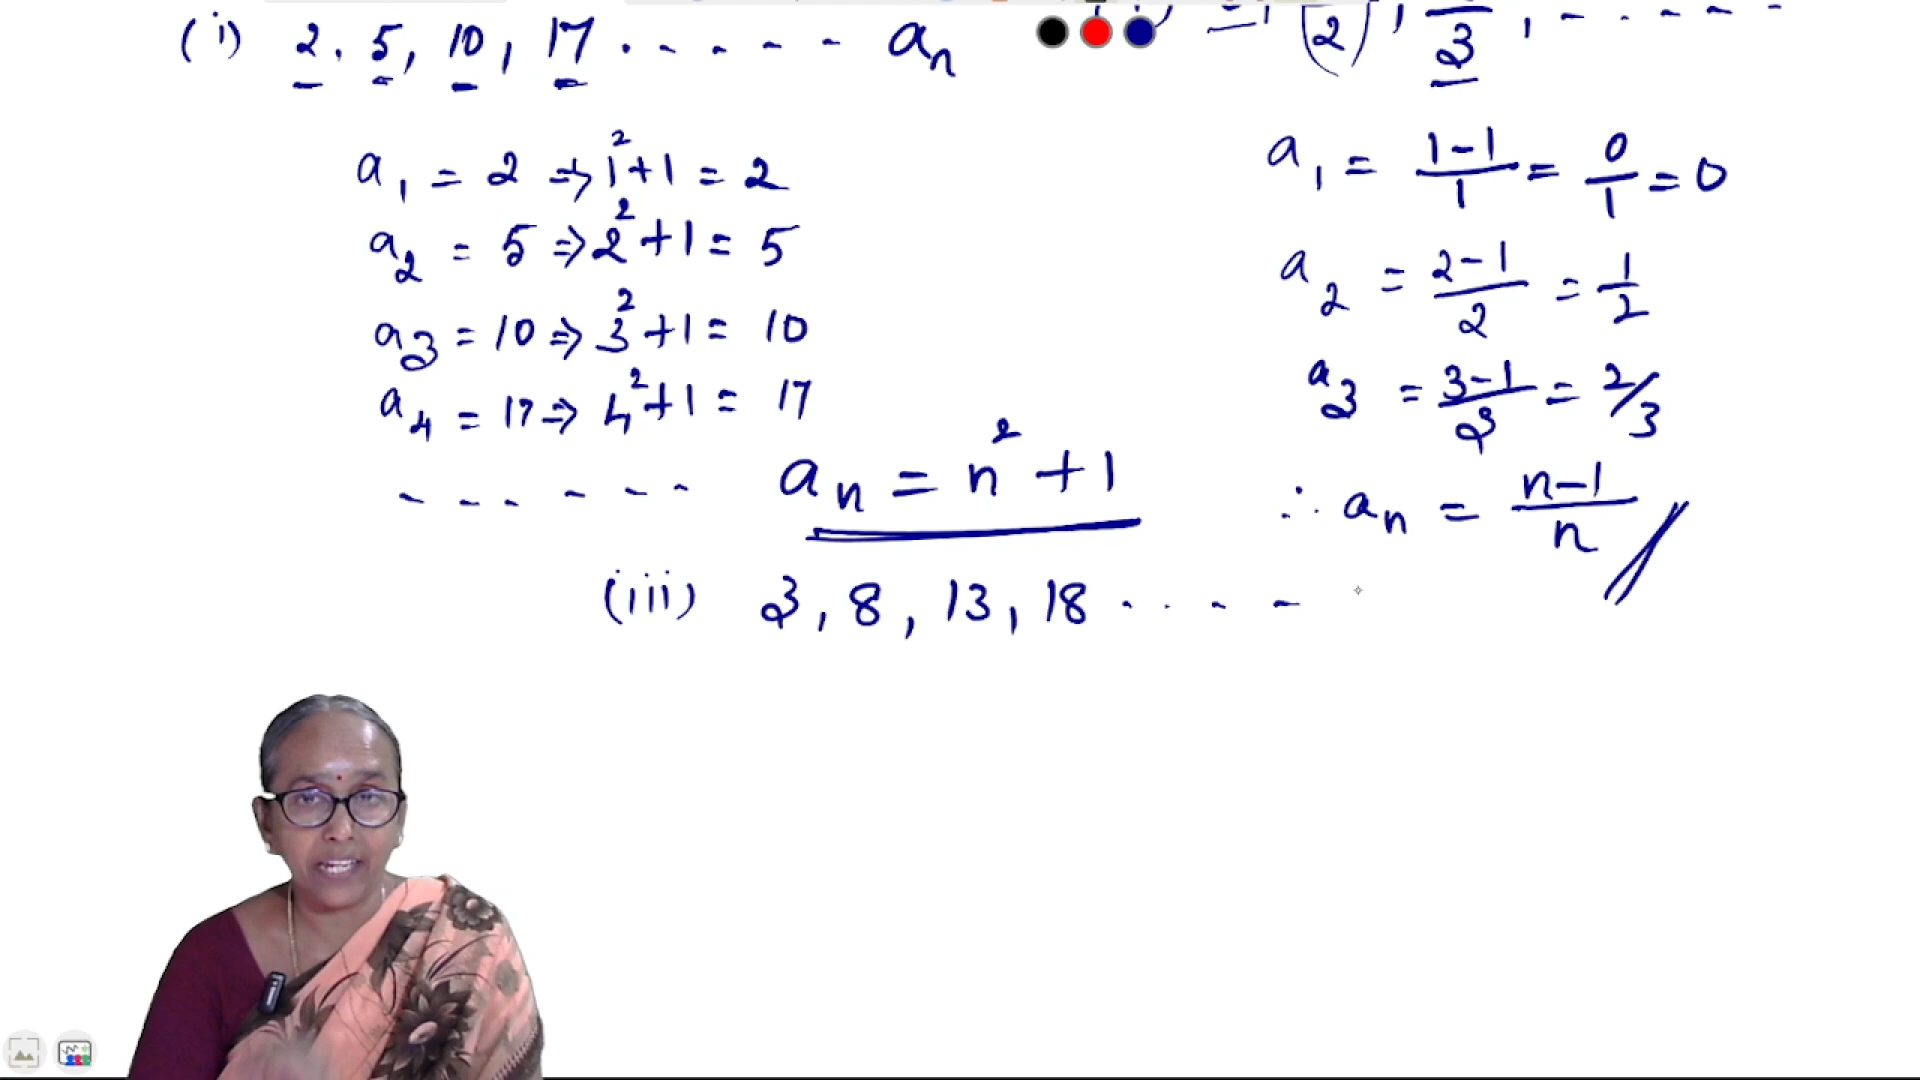 (i) 2, 5, 10, 17 . - - - - - aₙ
a₁ = 2 ⇒ 1²+1 = 2
a₂ = 5 ⇒ 2²+1 = 5
a₃ = 10 ⇒ 3²+1 = 10
a₄ = 17 ⇒ 4²+1 = 17
- - - - - -
aₙ = n² + 1
2, 3, - . - - - -
a₁ = (1-1)/1 = 0/1 = 0
a₂ = (2-1)/2 = 1/2
a₃ = (3-1)/3 = 2/3
∴ aₙ = (n-1)/n
(iii) 3, 8, 13, 18 . . - -